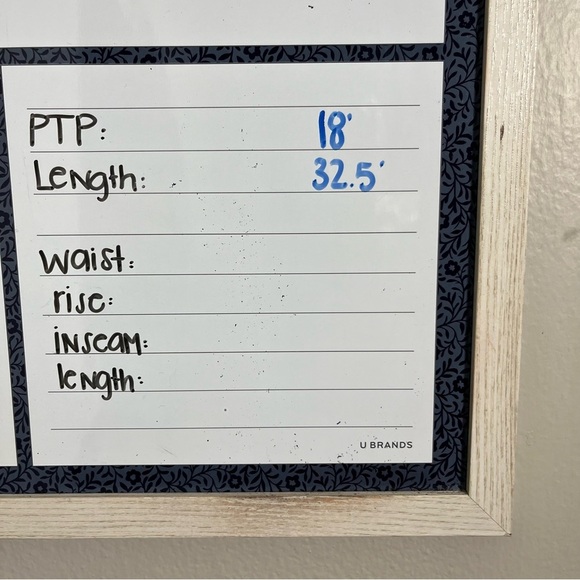 PTP: 18'
Length: 32.5'
waist:
rise:
inseam:
length:
U BRANDS